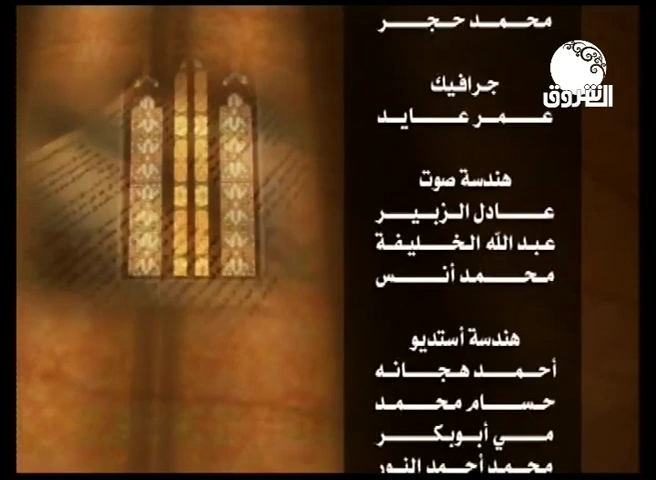 محمد حجر
الشروق
جرافيك
عمر عايد
هندسة صوت
عادل الزبير
عبد الله الخليفة
محمد أنس
هندسة أستديو
أحمد هجانه
حسام محمد
مي أبوبكر
محمد أحمد النور